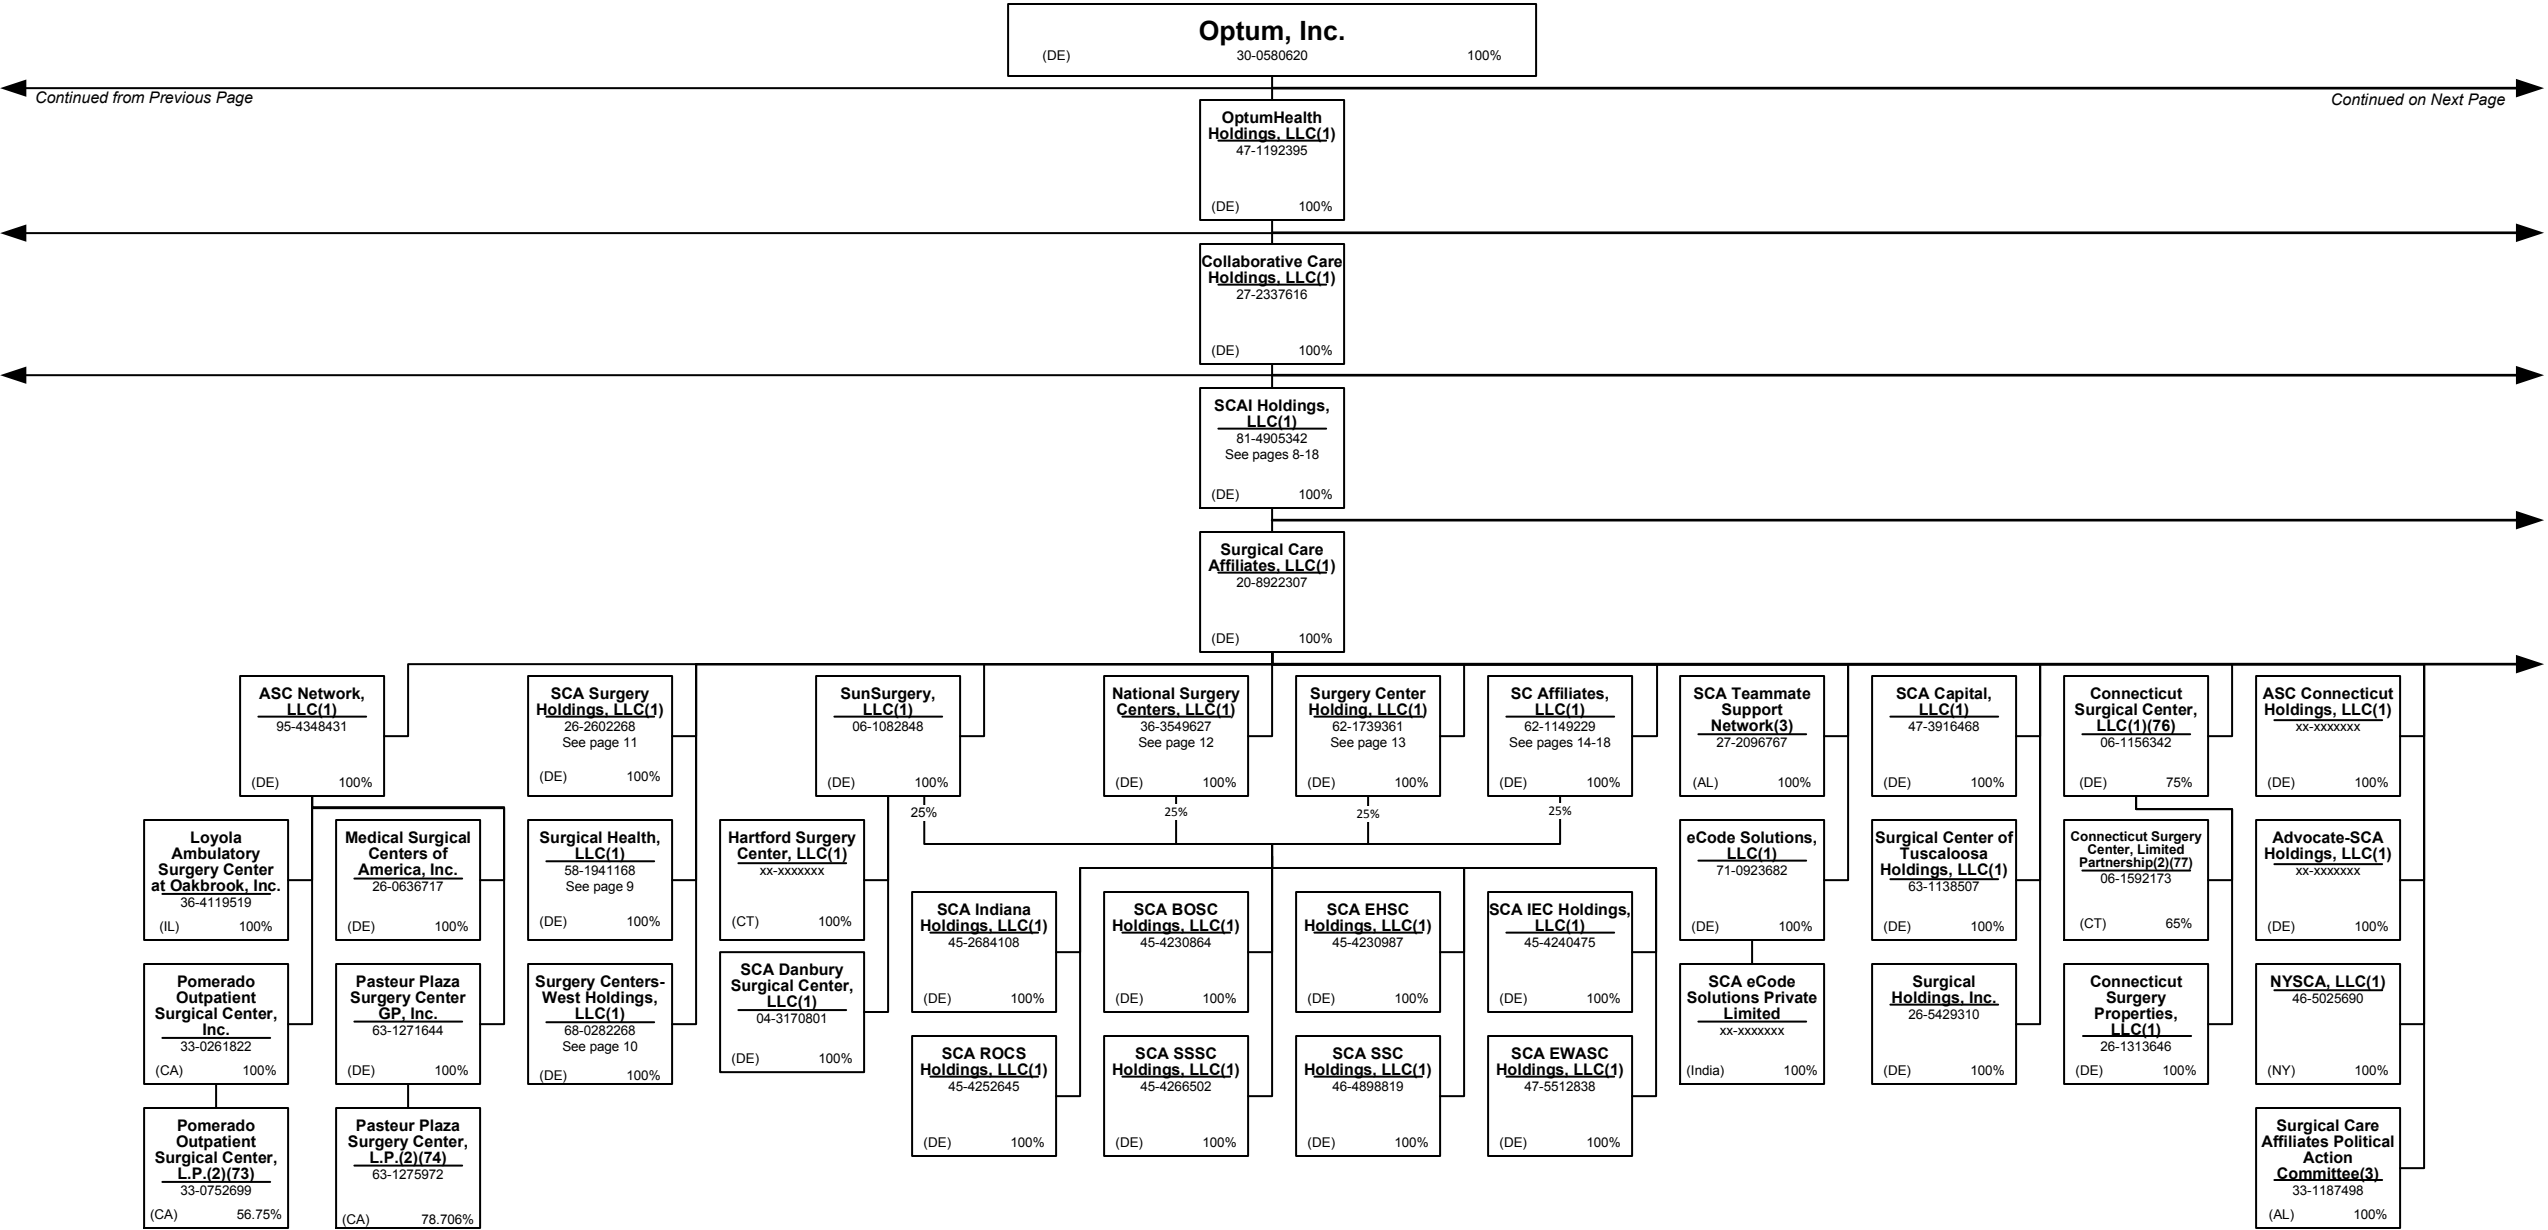 Optum, Inc.
(DE) 30-0580620 100%
Continued from Previous Page
Continued on Next Page
OptumHealth
Holdings, LLC(1)
47-1192395
(DE) 100%
Collaborative Care
Holdings, LLC(1)
27-2337616
(DE) 100%
SCAI Holdings,
LLC(1)
81-4905342
See pages 8-18
(DE) 100%
Surgical Care
Affiliates, LLC(1)
20-8922307
(DE) 100%
ASC Network,
LLC(1)
95-4348431
(DE) 100%
SCA Surgery
Holdings, LLC(1)
26-2602268
See page 11
(DE) 100%
SunSurgery,
LLC(1)
06-1082848
(DE) 100%
National Surgery
Centers, LLC(1)
36-3549627
See page 12
(DE) 100%
Surgery Center
Holding, LLC(1)
62-1739361
See page 13
(DE) 100%
SC Affiliates,
LLC(1)
62-1149229
See pages 14-18
(DE) 100%
SCA Teammate
Support
Network(3)
27-2096767
(AL) 100%
SCA Capital,
LLC(1)
47-3916468
(DE) 100%
Connecticut
Surgical Center,
LLC(1)(76)
06-1156342
(DE) 75%
ASC Connecticut
Holdings, LLC(1)
xx-xxxxxxx
(DE) 100%
25%
25%
25%
25%
Loyola
Ambulatory
Surgery Center
at Oakbrook, Inc.
36-4119519
(IL) 100%
Medical Surgical
Centers of
America, Inc.
26-0636717
(DE) 100%
Surgical Health,
LLC(1)
58-1941168
See page 9
(DE) 100%
Hartford Surgery
Center, LLC(1)
xx-xxxxxxx
(CT) 100%
eCode Solutions,
LLC(1)
71-0923682
(DE) 100%
Surgical Center of
Tuscaloosa
Holdings, LLC(1)
63-1138507
(DE) 100%
Connecticut Surgery
Center, Limited
Partnership(2)(77)
06-1592173
(CT) 65%
Advocate-SCA
Holdings, LLC(1)
xx-xxxxxxx
(DE) 100%
SCA Indiana
Holdings, LLC(1)
45-2684108
(DE) 100%
SCA BOSC
Holdings, LLC(1)
45-4230864
(DE) 100%
SCA EHSC
Holdings, LLC(1)
45-4230987
(DE) 100%
SCA IEC Holdings,
LLC(1)
45-4240475
(DE) 100%
Pomerado
Outpatient
Surgical Center,
Inc.
33-0261822
(CA) 100%
Pasteur Plaza
Surgery Center
GP, Inc.
63-1271644
(DE) 100%
Surgery Centers-
West Holdings,
LLC(1)
68-0282268
See page 10
(DE) 100%
SCA Danbury
Surgical Center,
LLC(1)
04-3170801
(DE) 100%
SCA eCode
Solutions Private
Limited
xx-xxxxxxx
(India) 100%
Surgical
Holdings, Inc.
26-5429310
(DE) 100%
Connecticut
Surgery
Properties,
LLC(1)
26-1313646
(DE) 100%
NYSCA, LLC(1)
46-5025690
(NY) 100%
SCA ROCS
Holdings, LLC(1)
45-4252645
(DE) 100%
SCA SSSC
Holdings, LLC(1)
45-4266502
(DE) 100%
SCA SSC
Holdings, LLC(1)
46-4898819
(DE) 100%
SCA EWASC
Holdings, LLC(1)
47-5512838
(DE) 100%
Pomerado
Outpatient
Surgical Center,
L.P.(2)(73)
33-0752699
(CA) 56.75%
Pasteur Plaza
Surgery Center,
L.P.(2)(74)
63-1275972
(CA) 78.706%
Surgical Care
Affiliates Political
Action
Committee(3)
33-1187498
(AL) 100%